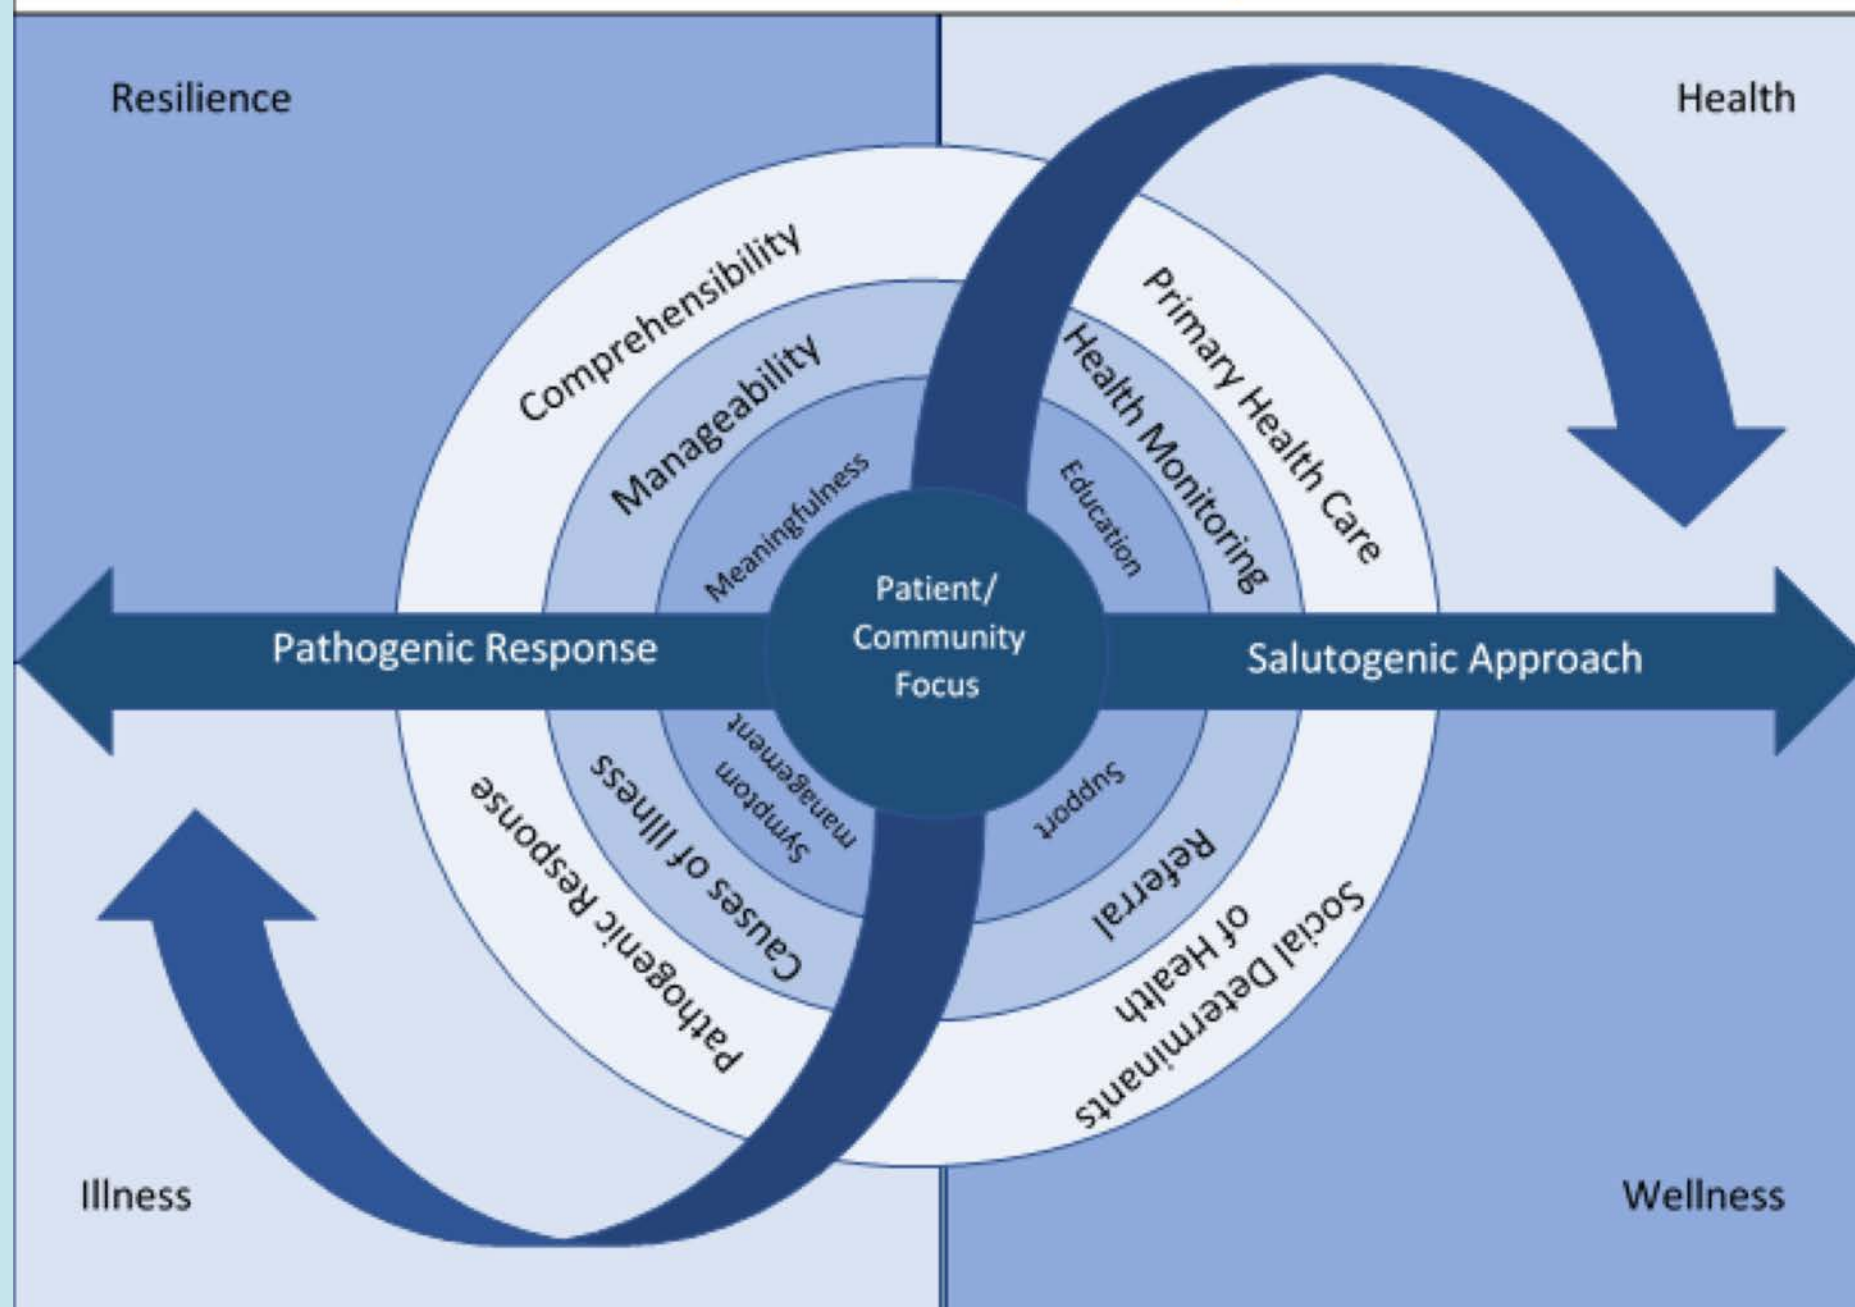 Resilience
Health
Comprehensibility
Manageability
Meaningfulness
Primary Health Care
Health Monitoring
Education
Patient/
Community
Focus
Pathogenic Response
Salutogenic Approach
Symptom
management
Causes of Illness
Pathogenic Response
Support
Referral
Social Determinants
of Health
Illness
Wellness